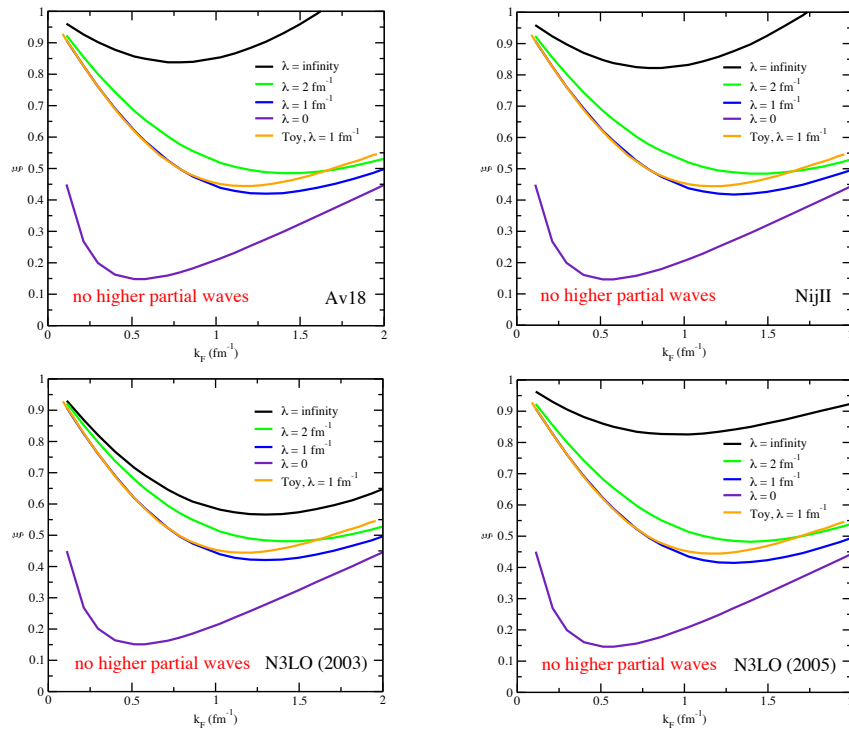 1
0.9
0.8
0.7
0.6
0.5
0.4
0.3
0.2
0.1
0
ξ
λ = infinity
λ = 2 fm⁻¹
λ = 1 fm⁻¹
λ = 0
Toy, λ = 1 fm⁻¹
no higher partial waves
Av18
0 0.5 1 1.5 2
k_F (fm⁻¹)
1
0.9
0.8
0.7
0.6
0.5
0.4
0.3
0.2
0.1
0
ξ
λ = infinity
λ = 2 fm⁻¹
λ = 1 fm⁻¹
λ = 0
Toy, λ = 1 fm⁻¹
no higher partial waves
NijII
0 0.5 1 1.5
k_F (fm⁻¹)
1
0.9
0.8
0.7
0.6
0.5
0.4
0.3
0.2
0.1
0
ξ
λ = infinity
λ = 2 fm⁻¹
λ = 1 fm⁻¹
λ = 0
Toy, λ = 1 fm⁻¹
no higher partial waves
N3LO (2003)
0 0.5 1 1.5 2
k_F (fm⁻¹)
1
0.9
0.8
0.7
0.6
0.5
0.4
0.3
0.2
0.1
0
ξ
λ = infinity
λ = 2 fm⁻¹
λ = 1 fm⁻¹
λ = 0
Toy, λ = 1 fm⁻¹
no higher partial waves
N3LO (2005)
0 0.5 1 1.5
k_F (fm⁻¹)